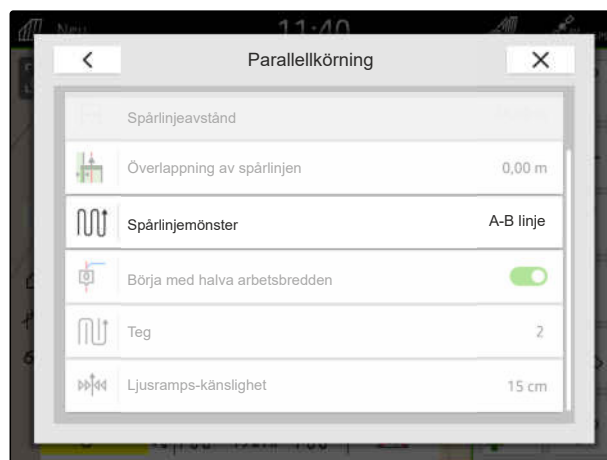 Neu 11:40
Parallellkörning
Spårlinjeavstånd
Överlappning av spårlinjen 0,00 m
Spårlinjemönster A-B linje
Börja med halva arbetsbredden
Teg 2
Ljusramps-känslighet 15 cm